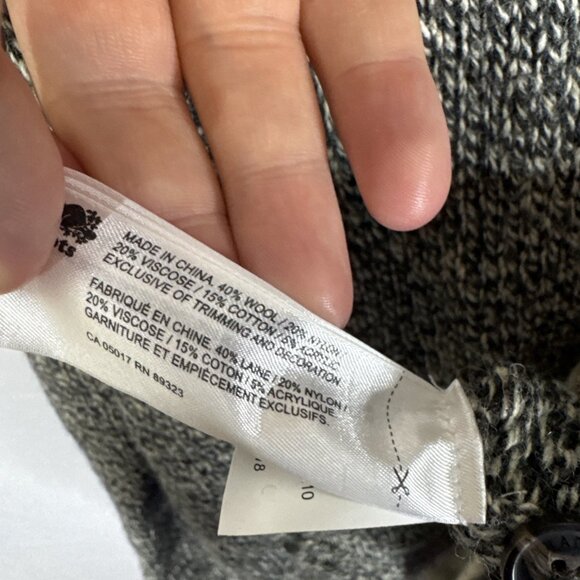 ts
MADE IN CHINA. 40% WOOL / 20% NYLON /
20% VISCOSE / 15% COTTON / 5% ACRYLIC
EXCLUSIVE OF TRIMMING AND DECORATION
FABRIQUÉ EN CHINE. 40% LAINE / 20% NYLON /
20% VISCOSE / 15% COTON / 5% ACRYLIQUE
GARNITURE ET EMPIÈCEMENT EXCLUSIFS.
CA 05017 RN 89323
10